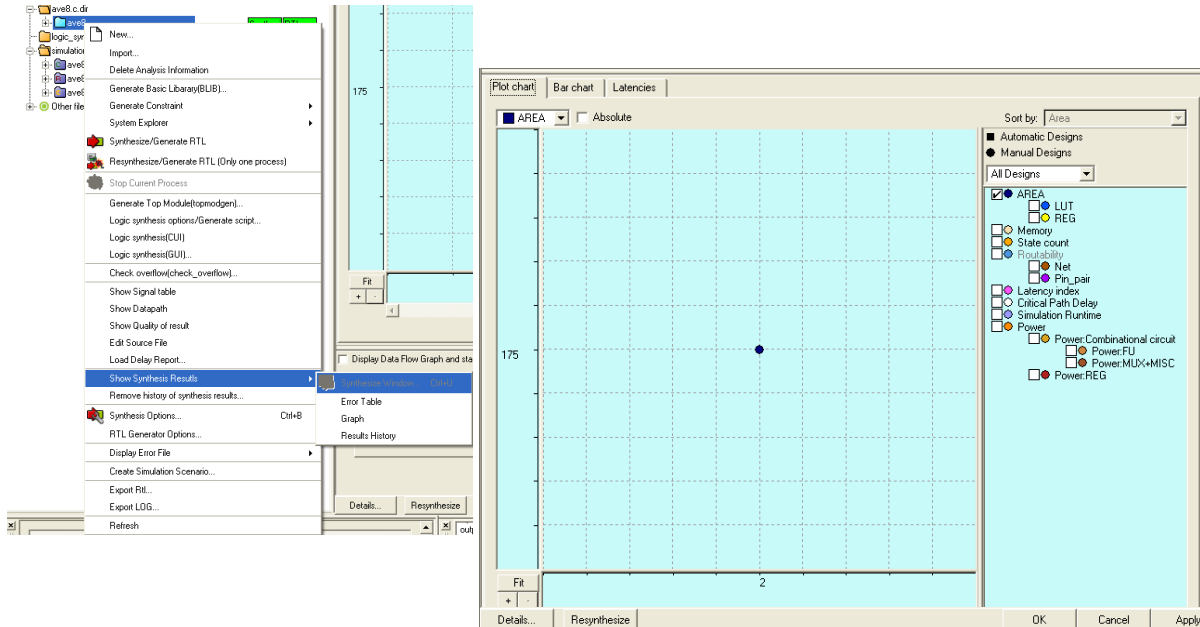 ave8.c.dir
ave8
logic_syn
simulation
ave8
ave8
ave8
Other file
New...
Import...
Delete Analysis Information
Generate Basic Libarary(BLIB)...
Generate Constraint
System Explorer
Synthesize/Generate RTL
Resynthesize/Generate RTL (Only one process)
Stop Current Process
Generate Top Module(topmodgen)...
Logic synthesis options/Generate script...
Logic synthesis(CUI)
Logic synthesis(GUI)...
Check overflow(check_overflow)...
Show Signal table
Show Datapath
Show Quality of result
Edit Source File
Load Delay Report...
Show Synthesis Resutls
Remove history of synthesis results...
Synthesis Options... Ctrl+B
RTL Generator Options...
Display Error File
Create Simulation Scenario...
Export Rtl...
Export LOG...
Refresh
Synthesize Window... Ctrl+U
Error Table
Graph
Results History
175
Fit
+ -
Display Data Flow Graph and sta
Details... Resynthesize
outp
Plot chart Bar chart Latencies
AREA Absolute Sort by: Area
Automatic Designs
Manual Designs
All Designs
AREA
LUT
REG
Memory
State count
Routability
Net
Pin_pair
Latency index
Critical Path Delay
Simulation Runtime
Power
Power:Combinational circuit
Power:FU
Power:MUX+MISC
Power:REG
175
Fit
+ -
2
Details... Resynthesize OK Cancel Apply